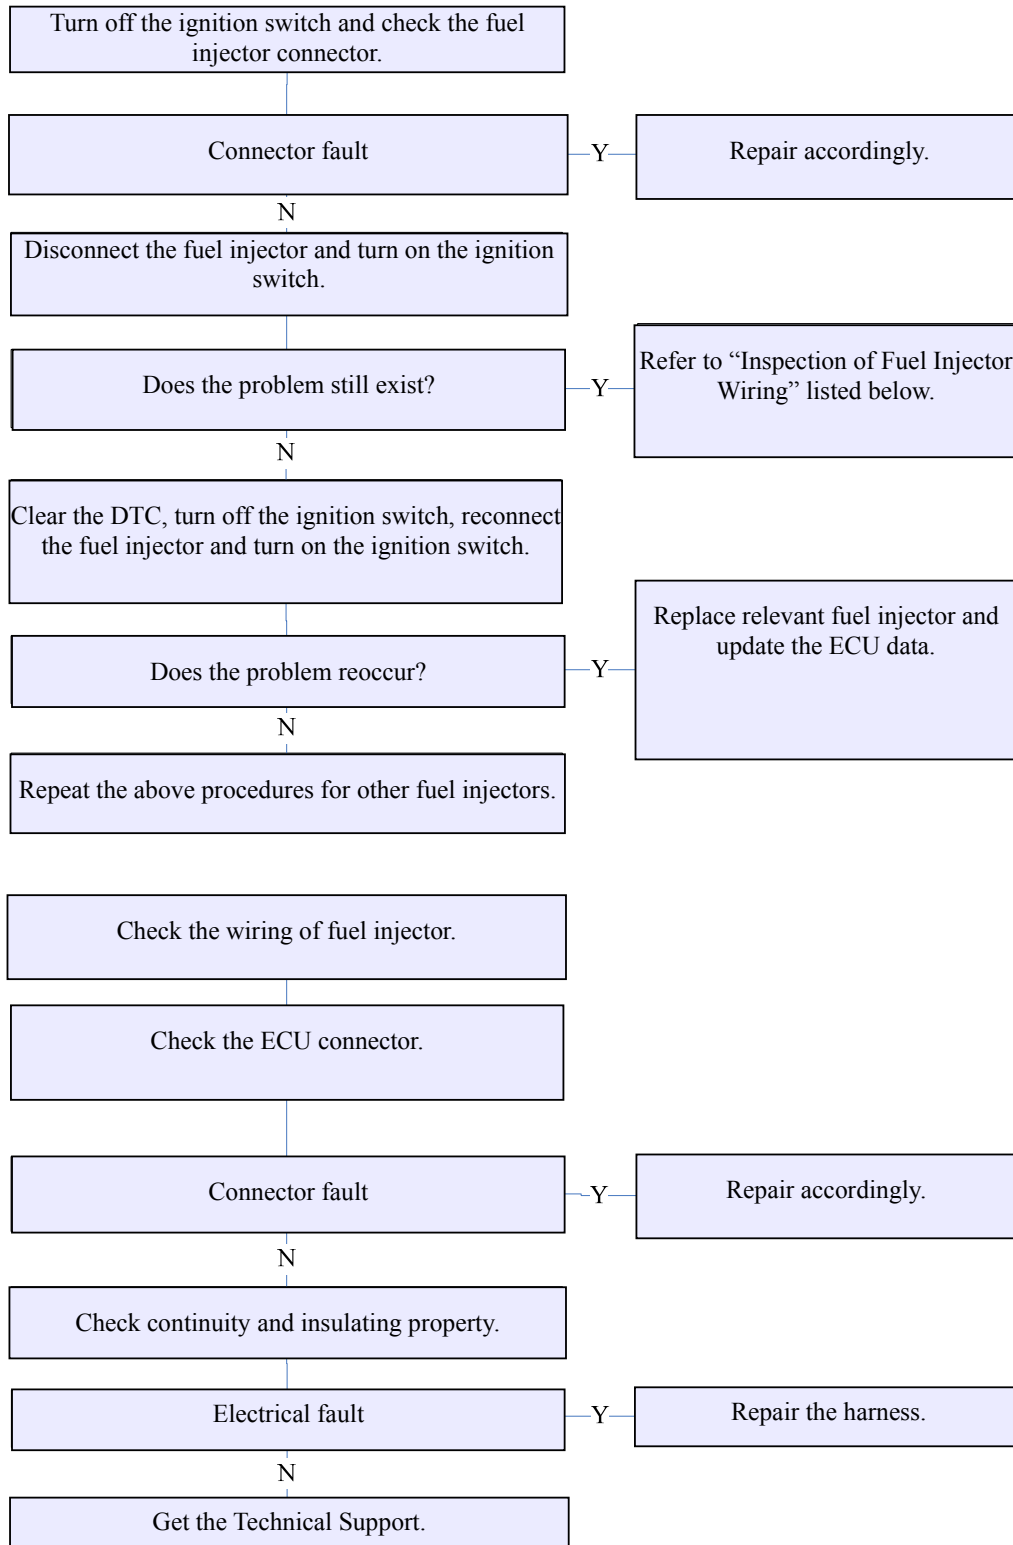 Turn off the ignition switch and check the fuel
injector connector.
Connector fault
Y
Repair accordingly.
N
Disconnect the fuel injector and turn on the ignition
switch.
Does the problem still exist?
Y
Refer to “Inspection of Fuel Injector
Wiring” listed below.
N
Clear the DTC, turn off the ignition switch, reconnect
the fuel injector and turn on the ignition switch.
Does the problem reoccur?
Y
Replace relevant fuel injector and
update the ECU data.
N
Repeat the above procedures for other fuel injectors.
Check the wiring of fuel injector.
Check the ECU connector.
Connector fault
Y
Repair accordingly.
N
Check continuity and insulating property.
Electrical fault
Y
Repair the harness.
N
Get the Technical Support.